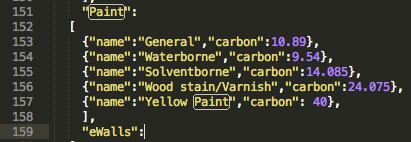 151 "Paint":
152 [
153 {"name":"General","carbon":10.89},
154 {"name":"Waterborne","carbon":9.54},
155 {"name":"Solventborne","carbon":14.085},
156 {"name":"Wood stain/Varnish","carbon":24.075},
157 {"name":"Yellow Paint","carbon": 40},
158 ],
159 "eWalls":